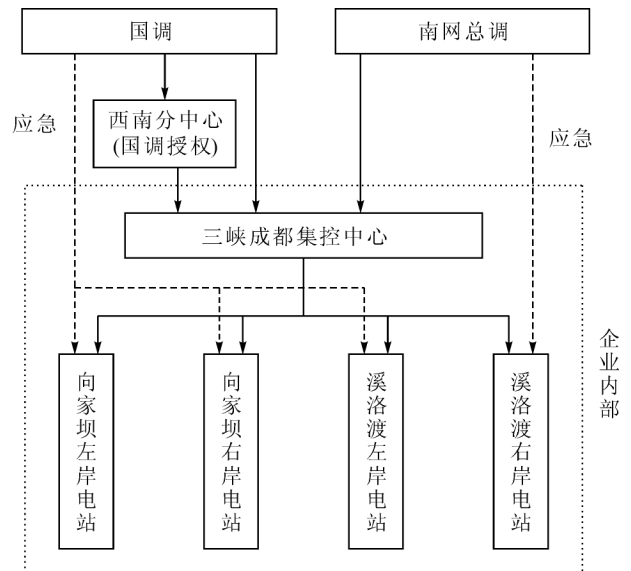 国调
南网总调
应急
西南分中心
(国调授权)
应急
三峡成都集控中心
企业内部
向家坝左岸电站
向家坝右岸电站
溪洛渡左岸电站
溪洛渡右岸电站